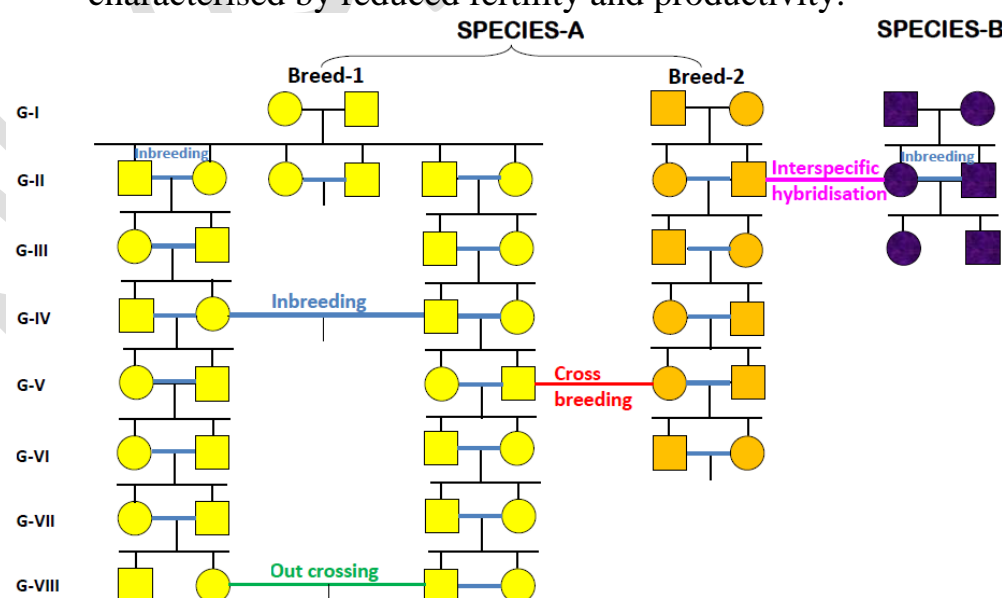 characterised by reduced fertility and productivity.
SPECIES-A
SPECIES-B
Breed-1
Breed-2
G-I
Inbreeding
Inbreeding
G-II
Interspecific
hybridisation
G-III
Inbreeding
G-IV
G-V
Cross
breeding
G-VI
G-VII
Out crossing
G-VIII